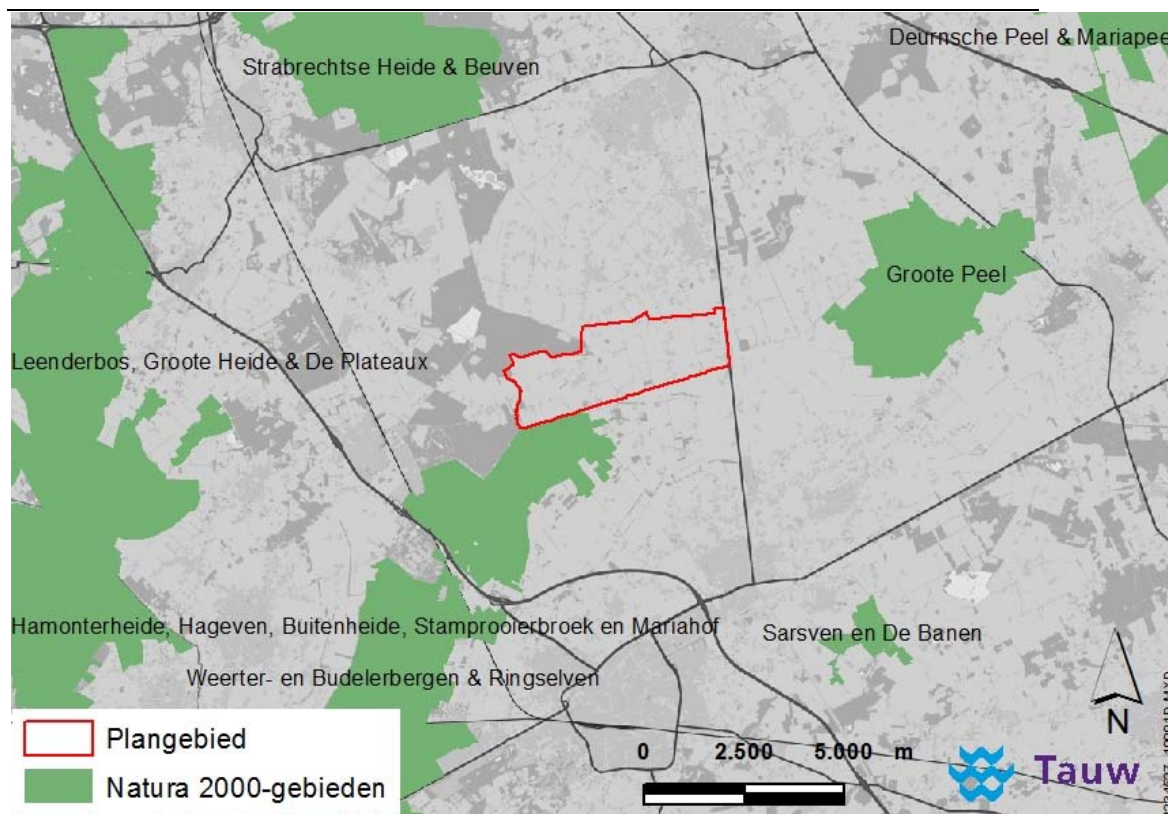 Deurnsche Peel & Mariapee
Strabrechtse Heide & Beuven
Groote Peel
Leenderbos, Groote Heide & De Plateaux
Hamonterheide, Hageven, Buitenheide, Stamprooierbroek en Mariahof
Sarsven en De Banen
Weerter- en Budelerbergen & Ringselven
N
Plangebied
Natura 2000-gebieden
0 2.500 5.000 m
Tauw